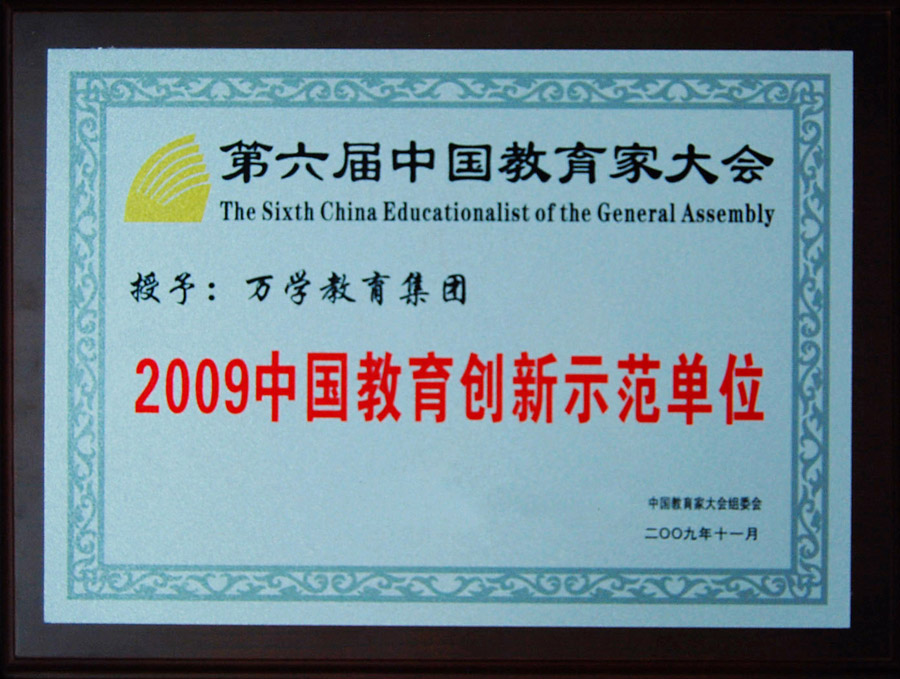 第六届中国教育家大会
The Sixth China Educationalist of the General Assembly
授予：万学教育集团
2009中国教育创新示范单位
中国教育家大会组委会
二〇〇九年十一月